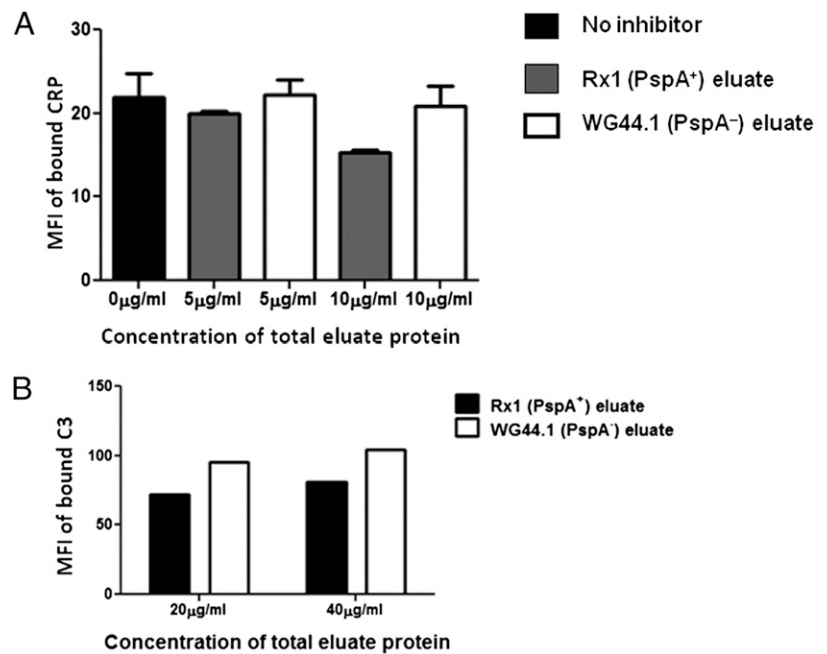 A
30
20
10
0
MFI of bound CRP
0µg/ml 5µg/ml 5µg/ml 10µg/ml 10µg/ml
Concentration of total eluate protein
No inhibitor
Rx1 (PspA⁺) eluate
WG44.1 (PspA⁻) eluate
B
150
100
50
0
MFI of bound C3
20µg/ml 40µg/ml
Concentration of total eluate protein
Rx1 (PspA⁺) eluate
WG44.1 (PspA⁻) eluate